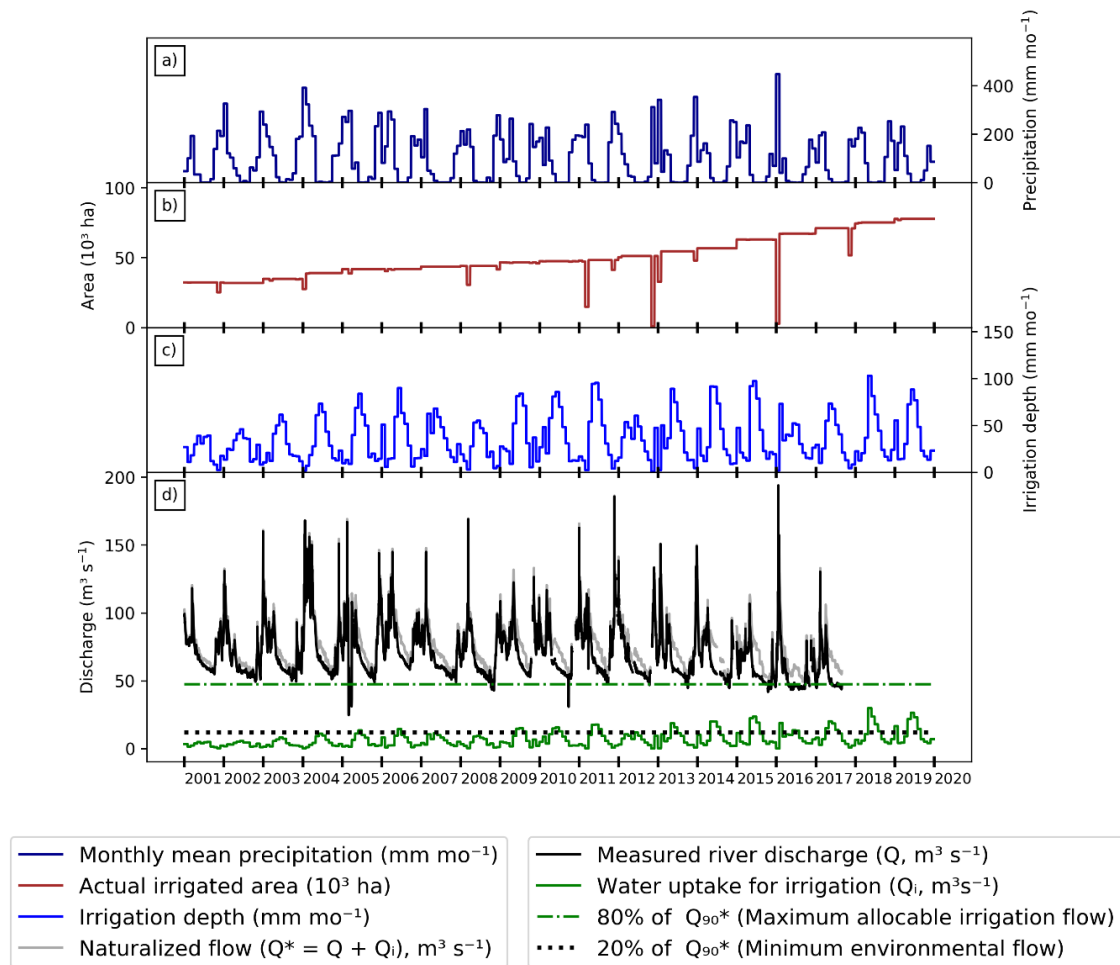 a)
400
200
0
Precipitation (mm mo⁻¹)
100
50
0
Area (10³ ha)
b)
150
100
50
0
Irrigation depth (mm mo⁻¹)
c)
200
150
100
50
0
Discharge (m³ s⁻¹)
d)
2001 2002 2003 2004 2005 2006 2007 2008 2009 2010 2011 2012 2013 2014 2015 2016 2017 2018 2019 2020
Monthly mean precipitation (mm mo⁻¹)
Actual irrigated area (10³ ha)
Irrigation depth (mm mo⁻¹)
Naturalized flow (Q* = Q + Qᵢ), m³ s⁻¹)
Measured river discharge (Q, m³ s⁻¹)
Water uptake for irrigation (Qᵢ, m³s⁻¹)
80% of Q₉₀* (Maximum allocable irrigation flow)
20% of Q₉₀* (Minimum environmental flow)